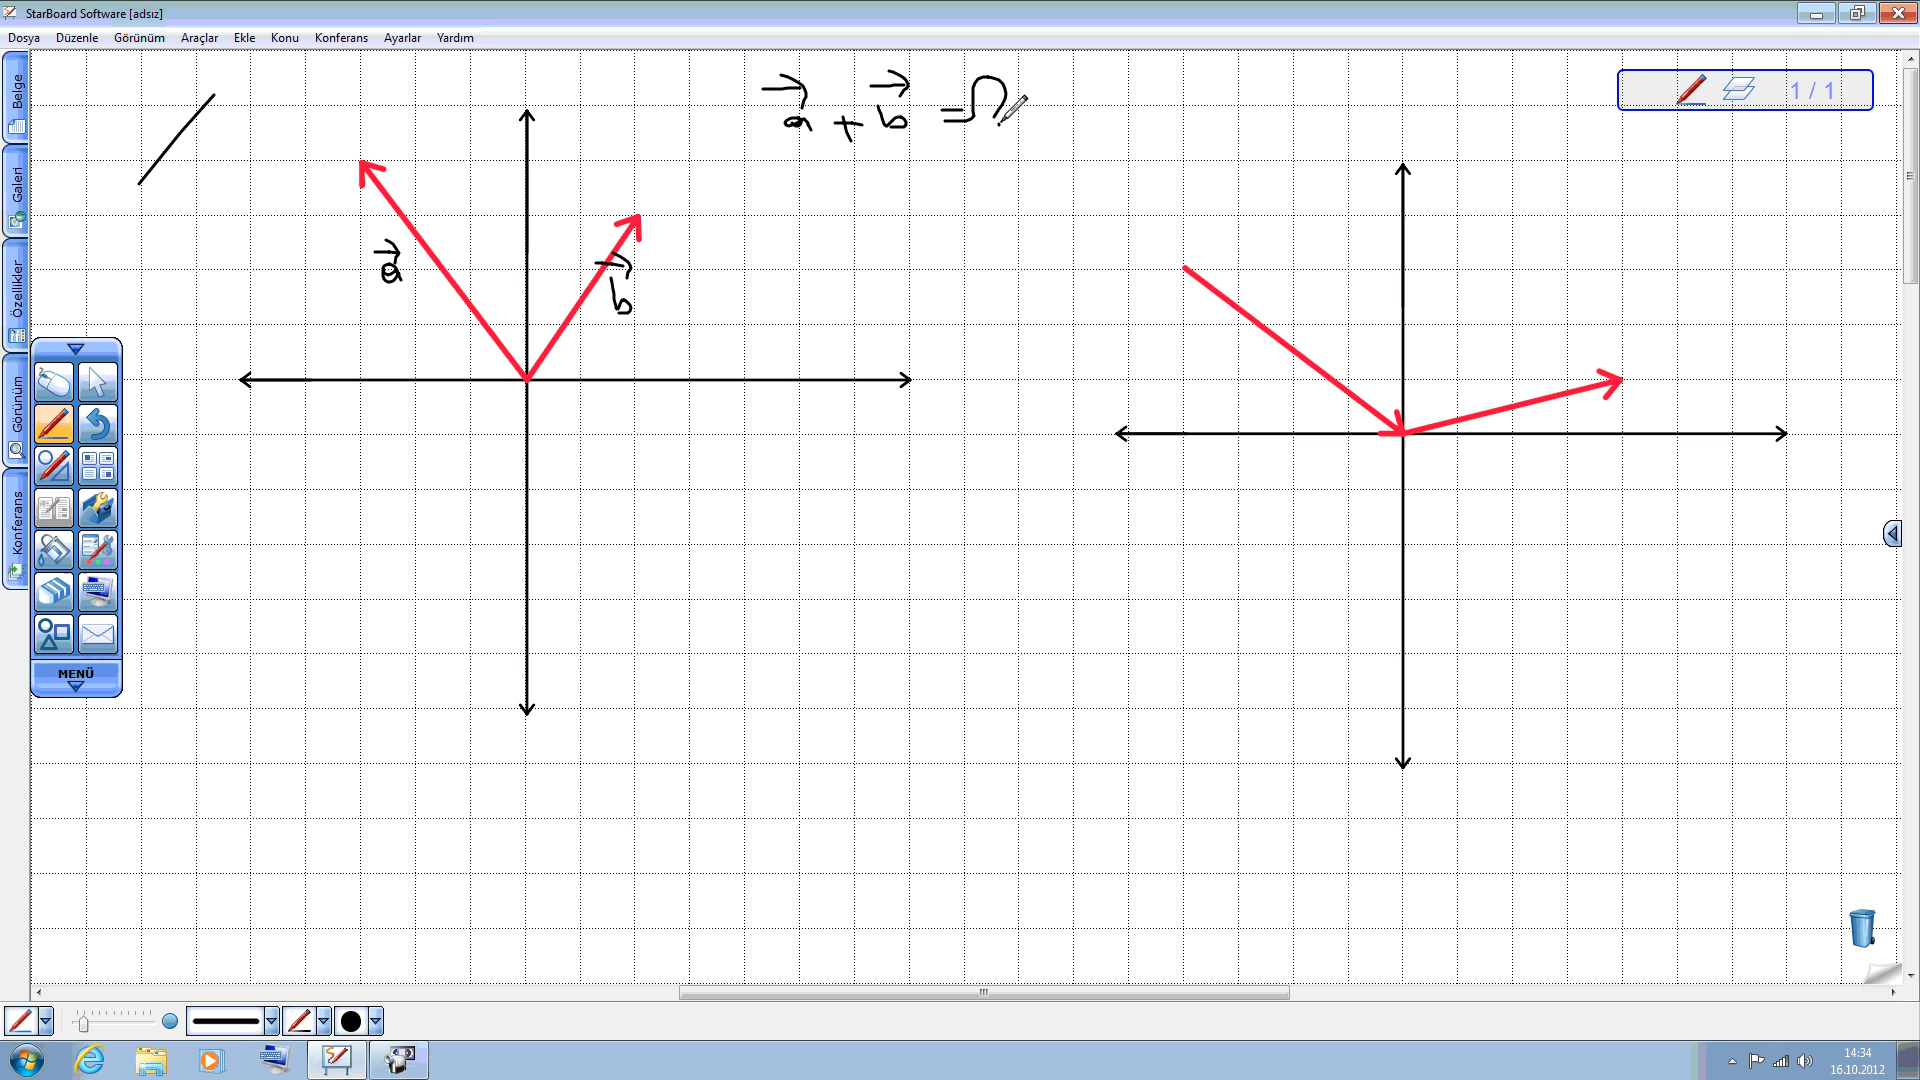 StarBoard Software [adsız]
Dosya Düzenle Görünüm Araçlar Ekle Konu Konferans Ayarlar Yardım
Belge
Galeri
Özellikler
Görünüm
Konferans
a + b =
1 / 1
a
b
MENÜ
14:34
16.10.2012